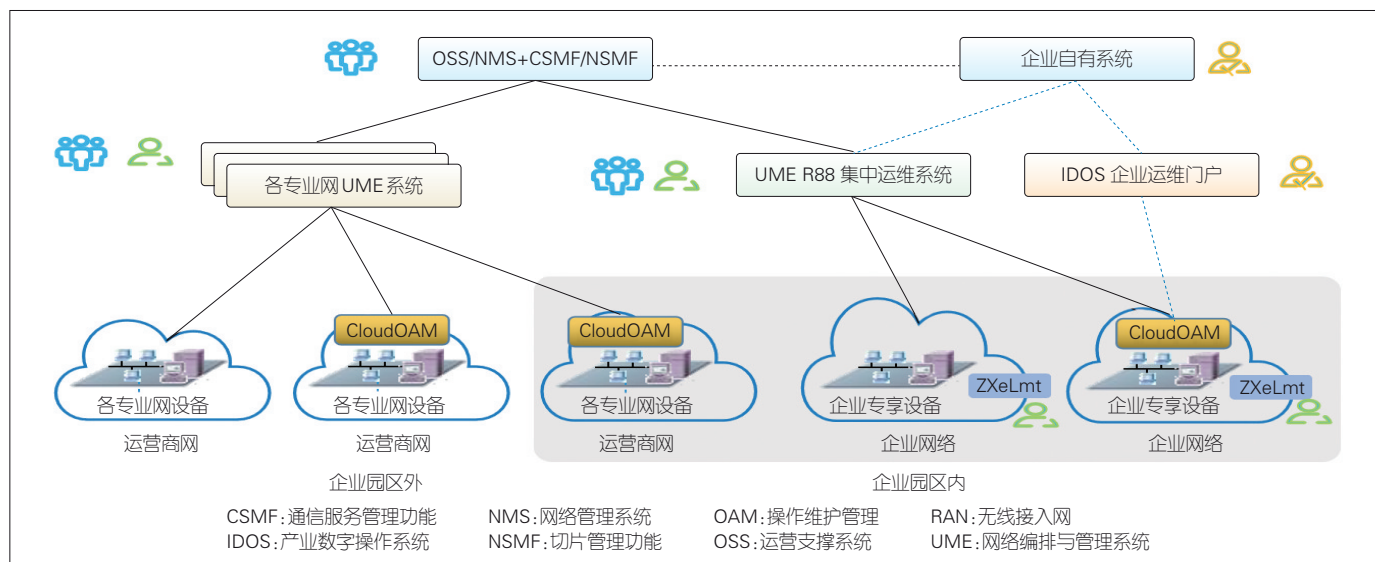 OSS/NMS+CSMF/NSMF
企业自有系统
各专业网 UME 系统
UME R88 集中运维系统
IDOS 企业运维门户
CloudOAM
CloudOAM
CloudOAM
ZXeLmt
ZXeLmt
各专业网设备
各专业网设备
各专业网设备
企业专享设备
企业专享设备
运营商网
运营商网
运营商网
企业网络
企业网络
企业园区外
企业园区内
CSMF:通信服务管理功能
NMS:网络管理系统
OAM:操作维护管理
RAN:无线接入网
IDOS:产业数字操作系统
NSMF:切片管理功能
OSS:运营支撑系统
UME:网络编排与管理系统